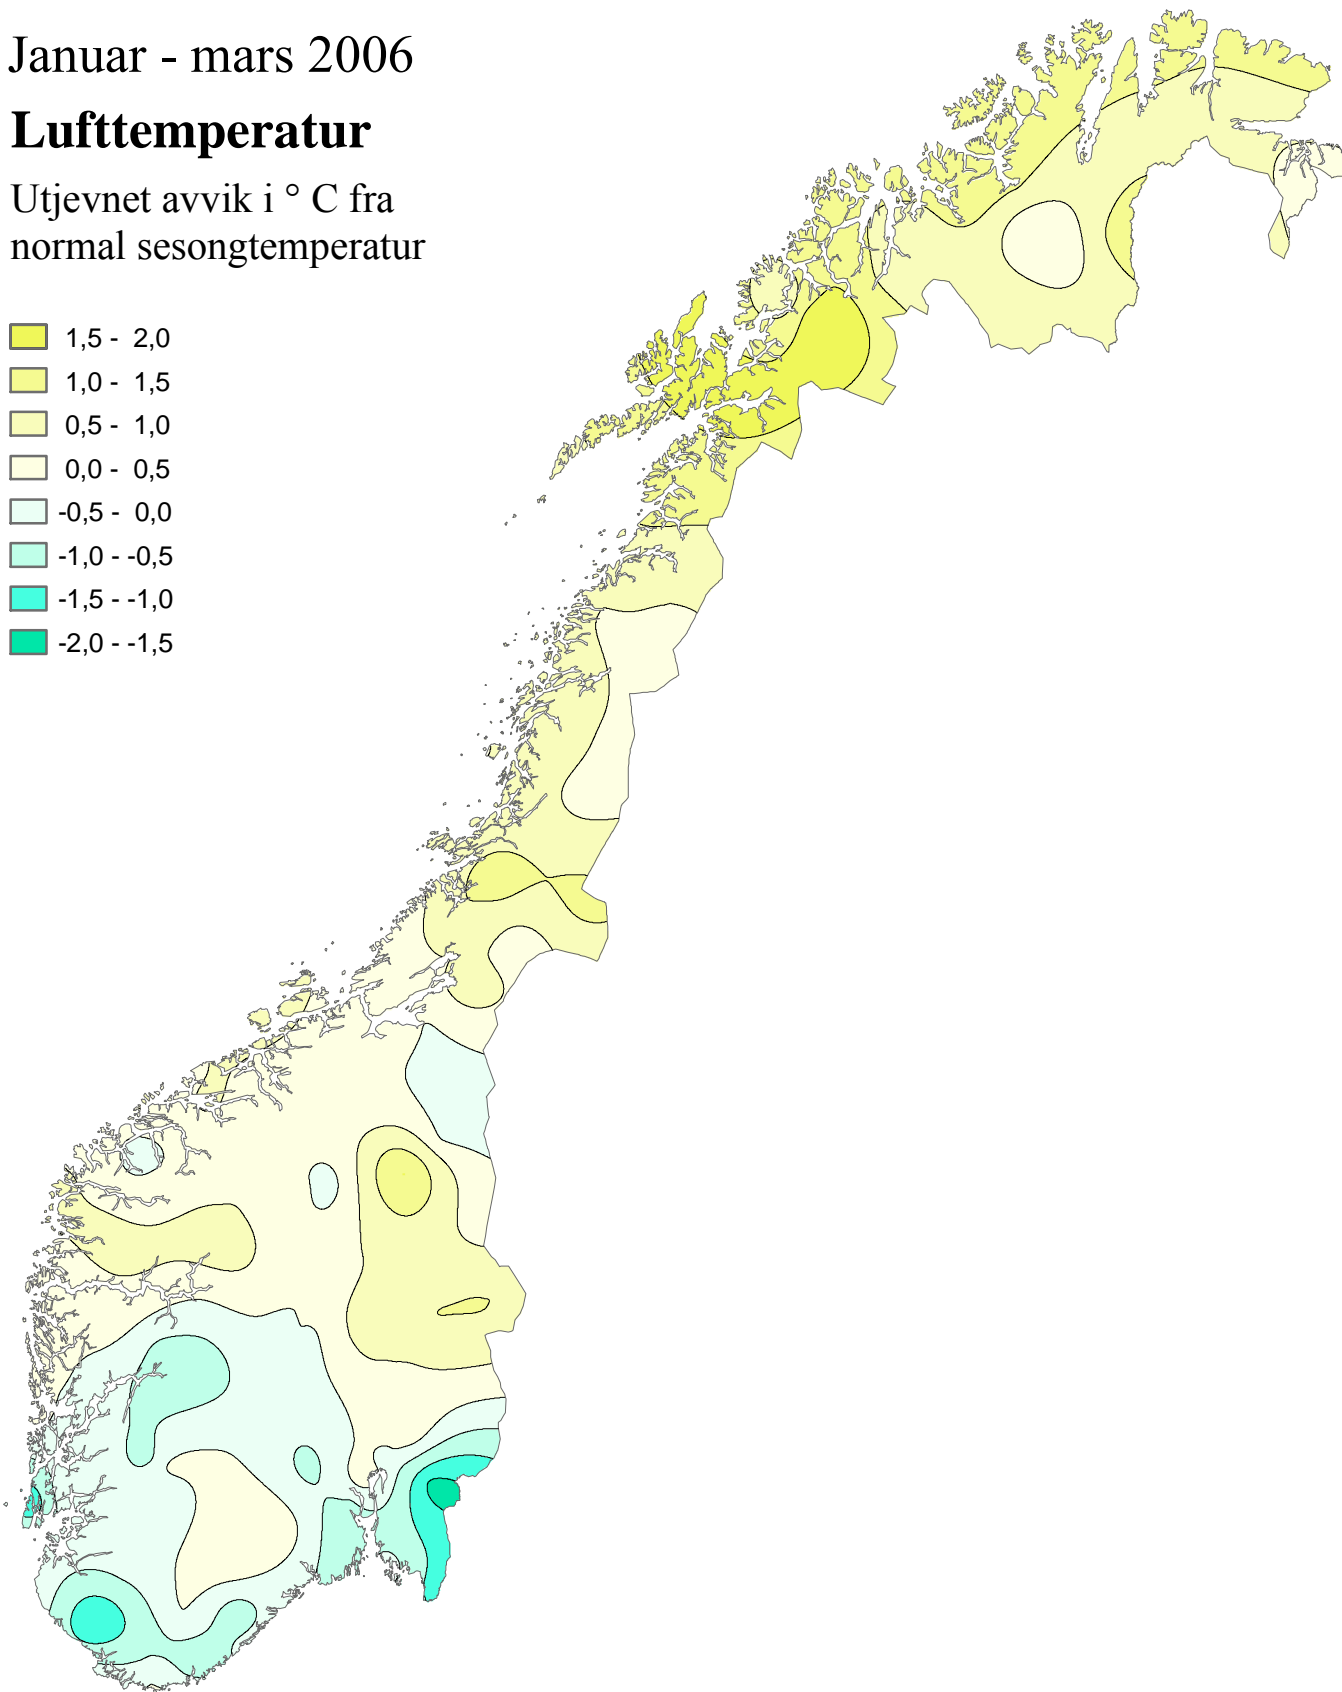 Januar - mars 2006
Lufttemperatur
Utjevnet avvik i ° C fra
normal sesongtemperatur
1,5 - 2,0
1,0 - 1,5
0,5 - 1,0
0,0 - 0,5
-0,5 - 0,0
-1,0 - -0,5
-1,5 - -1,0
-2,0 - -1,5